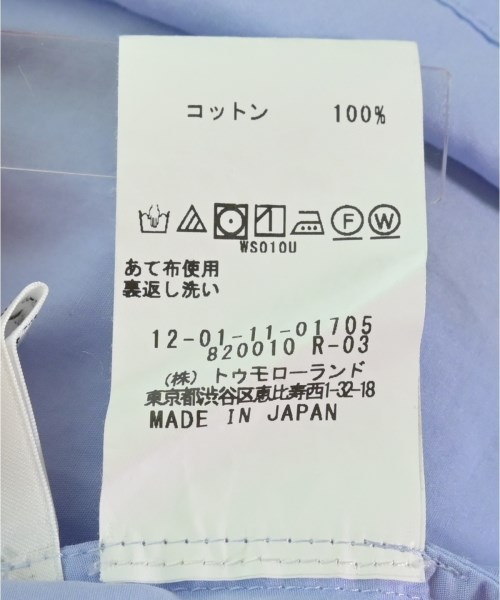 コットン 100%
F W
WS010U
あて布使用
裏返し洗い
12-01-11-01705
820010 R-03
(株) トゥモローランド
東京都渋谷区恵比寿西1-32-18
MADE IN JAPAN